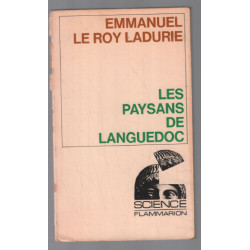 EMMANUEL
LE ROY LADURIE
LES
PAYSANS
DE
LANGUEDOC
SCIENCE
FLAMMARION